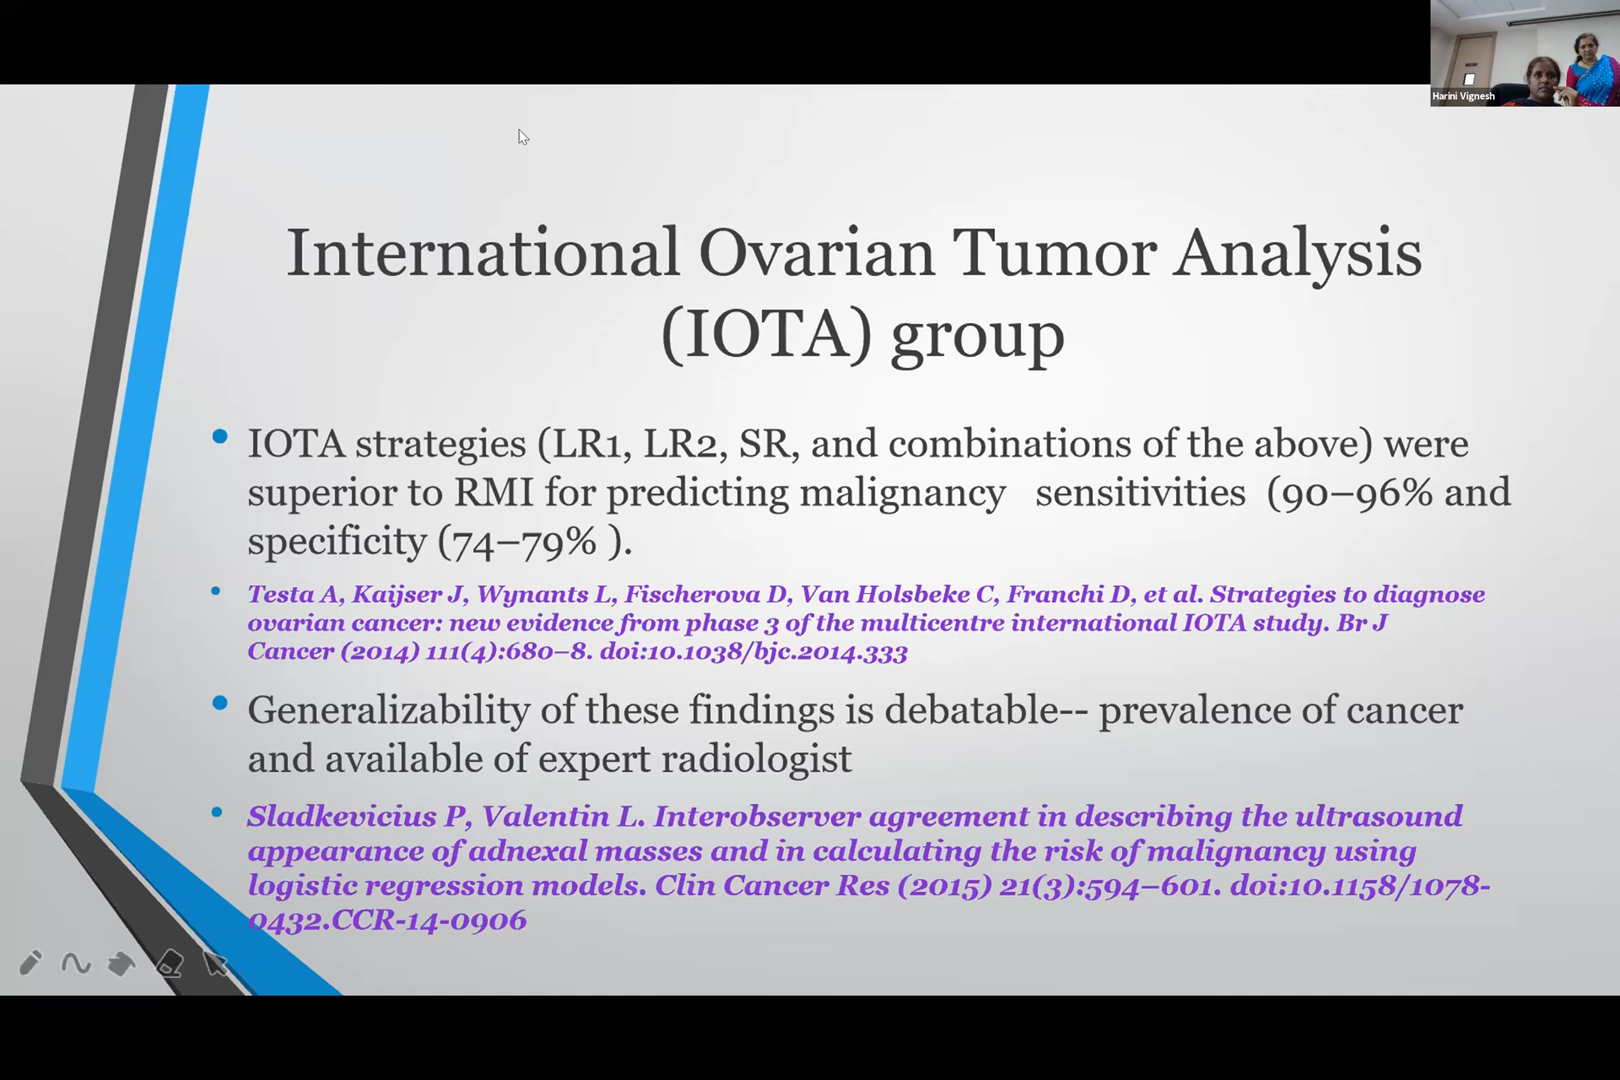 Harini Vignesh
International Ovarian Tumor Analysis
(IOTA) group
• IOTA strategies (LR1, LR2, SR, and combinations of the above) were
superior to RMI for predicting malignancy sensitivities (90–96% and
specificity (74–79% ).
• Testa A, Kaijser J, Wynants L, Fischerova D, Van Holsbeke C, Franchi D, et al. Strategies to diagnose
ovarian cancer: new evidence from phase 3 of the multicentre international IOTA study. Br J
Cancer (2014) 111(4):680–8. doi:10.1038/bjc.2014.333
• Generalizability of these findings is debatable-- prevalence of cancer
and available of expert radiologist
• Sladkevicius P, Valentin L. Interobserver agreement in describing the ultrasound
appearance of adnexal masses and in calculating the risk of malignancy using
logistic regression models. Clin Cancer Res (2015) 21(3):594–601. doi:10.1158/1078-
0432.CCR-14-0906